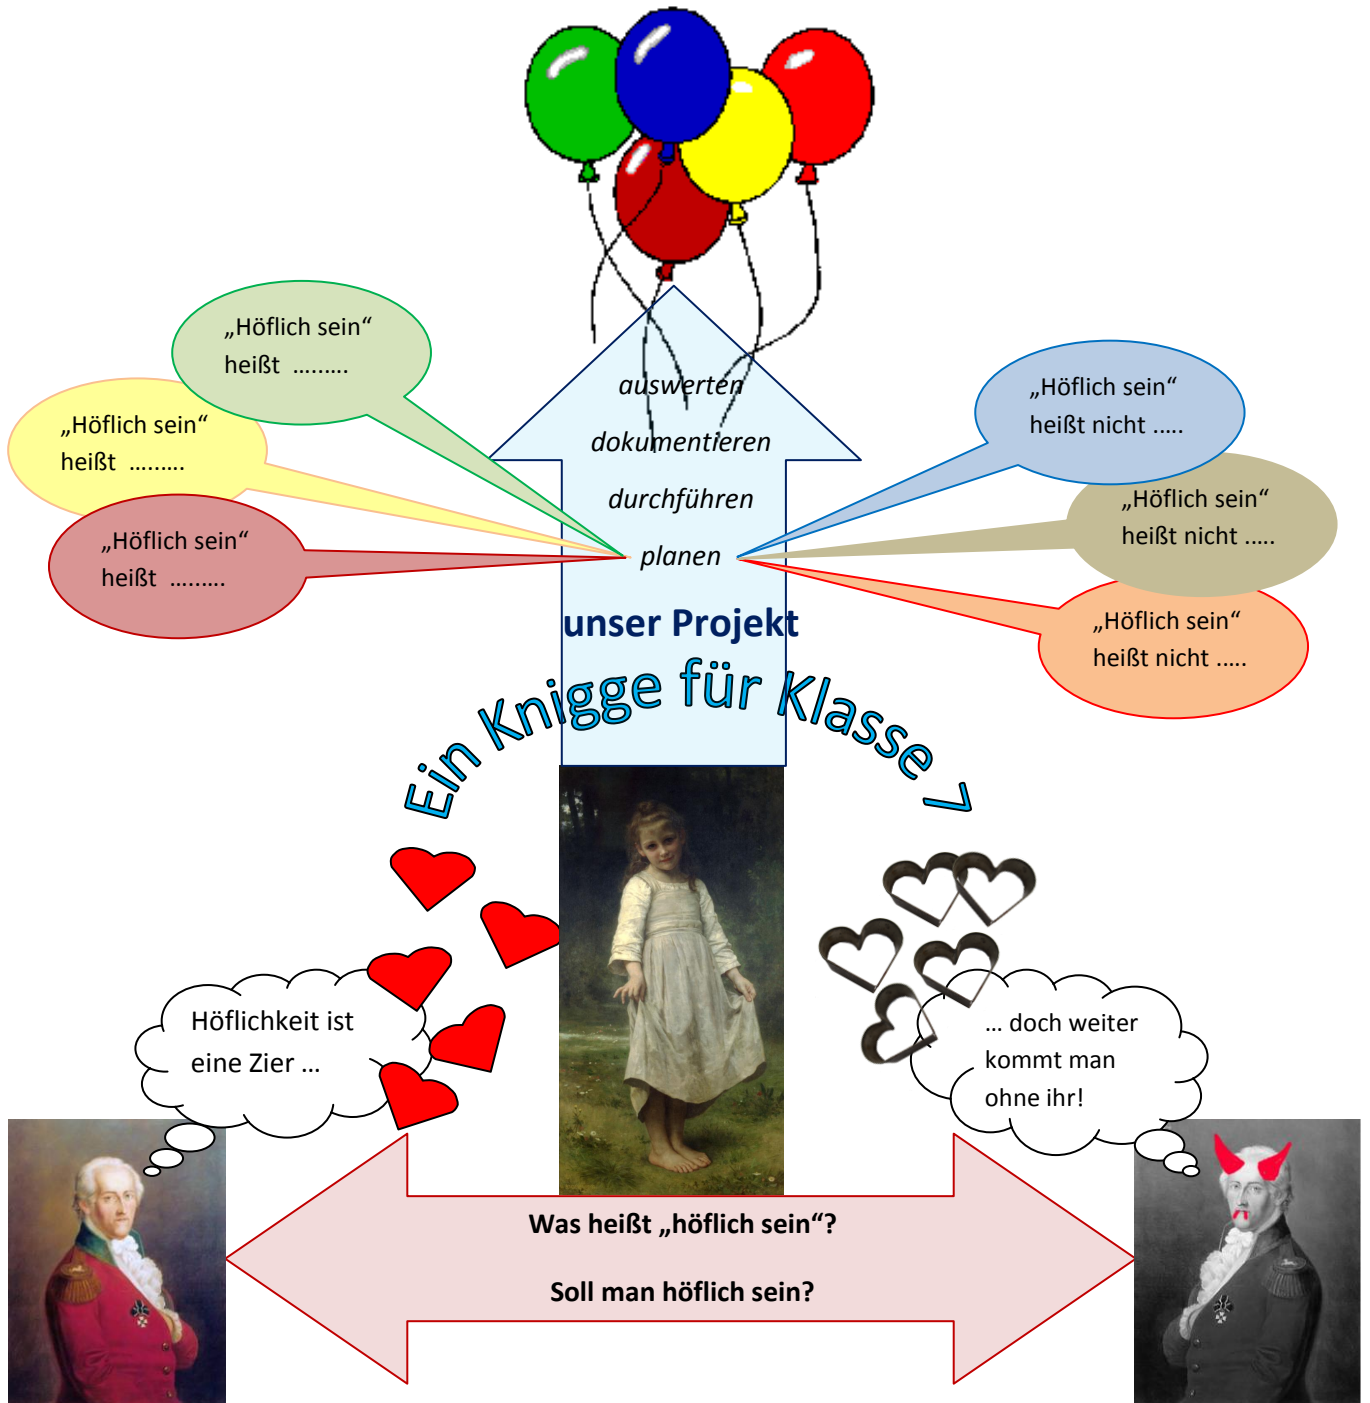 „Höflich sein“
heißt ……...
„Höflich sein“
heißt ……...
„Höflich sein“
heißt ……...
auswerten
dokumentieren
durchführen
planen
unser Projekt
„Höflich sein“
heißt nicht …..
„Höflich sein“
heißt nicht …..
„Höflich sein“
heißt nicht …..
Ein Knigge für Klasse 7
Höflichkeit ist
eine Zier …
… doch weiter
kommt man
ohne ihr!
Was heißt „höflich sein“?
Soll man höflich sein?